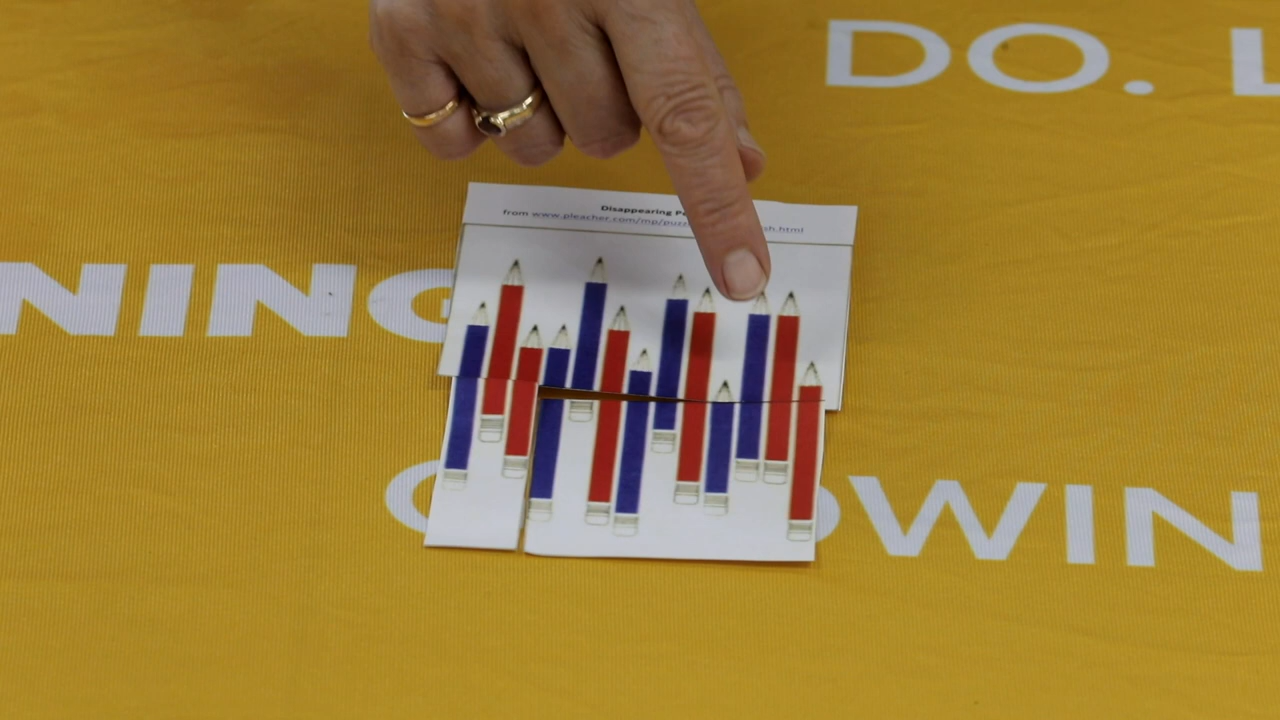 DO. L
Disappearing Pe
from www.pleacher.com/mp/puzz sh.html
NING
OWIN